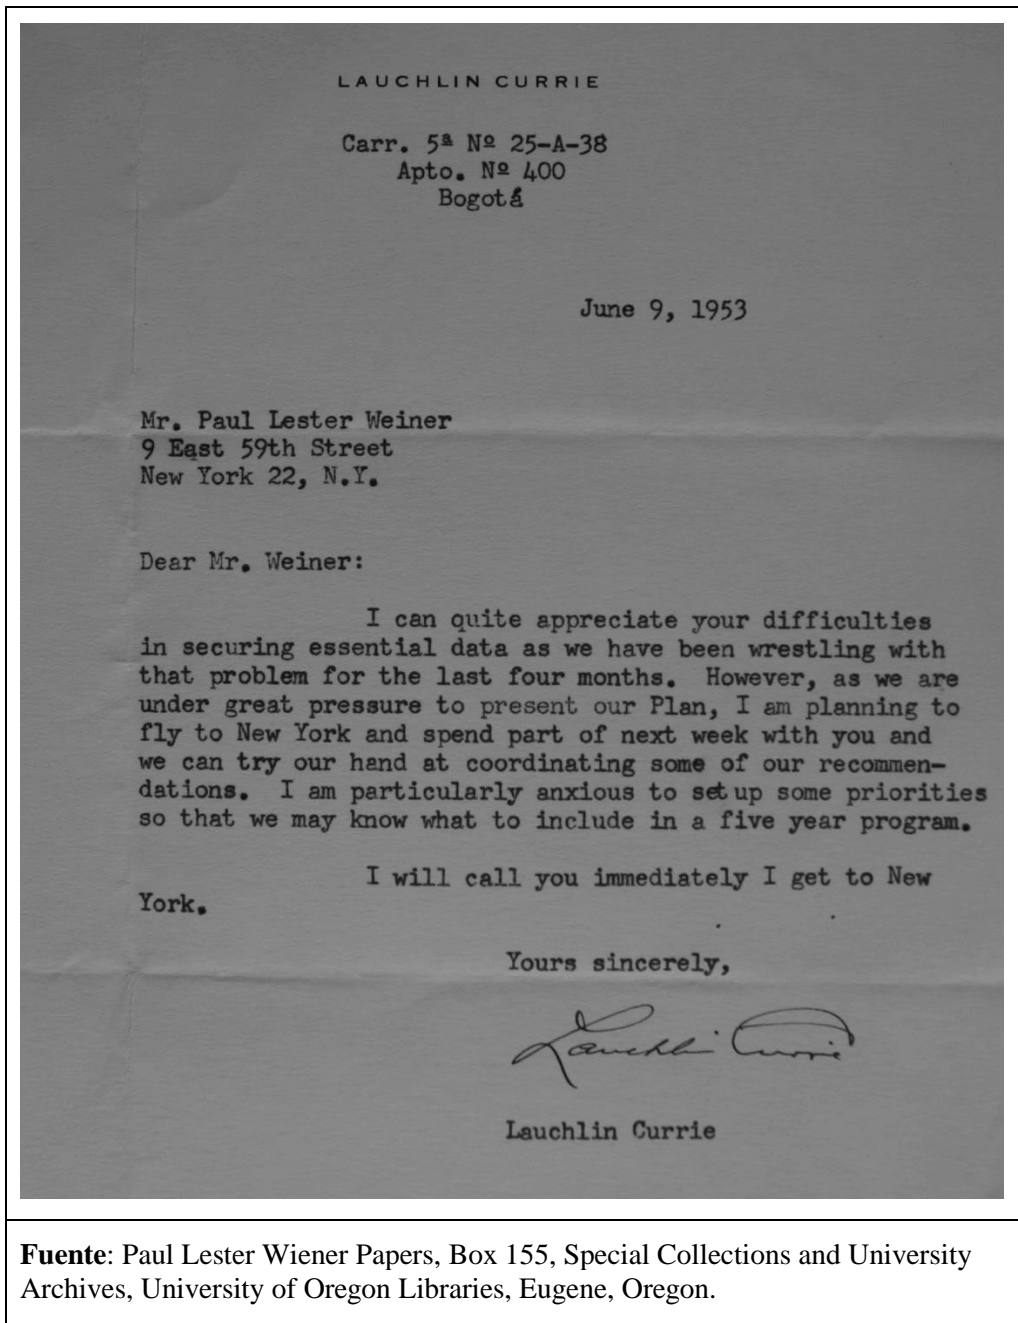 LAUCHLIN CURRIE
Carr. 5ª Nº 25-A-38
Apto. Nº 400
Bogotá
June 9, 1953
Mr. Paul Lester Weiner
9 East 59th Street
New York 22, N.Y.
Dear Mr. Weiner:
I can quite appreciate your difficulties
in securing essential data as we have been wrestling with
that problem for the last four months. However, as we are
under great pressure to present our Plan, I am planning to
fly to New York and spend part of next week with you and
we can try our hand at coordinating some of our recommen-
dations. I am particularly anxious to set up some priorities
so that we may know what to include in a five year program.
I will call you immediately I get to New
York.
Yours sincerely,
Lauchlin Currie
Lauchlin Currie
Fuente: Paul Lester Wiener Papers, Box 155, Special Collections and University
Archives, University of Oregon Libraries, Eugene, Oregon.